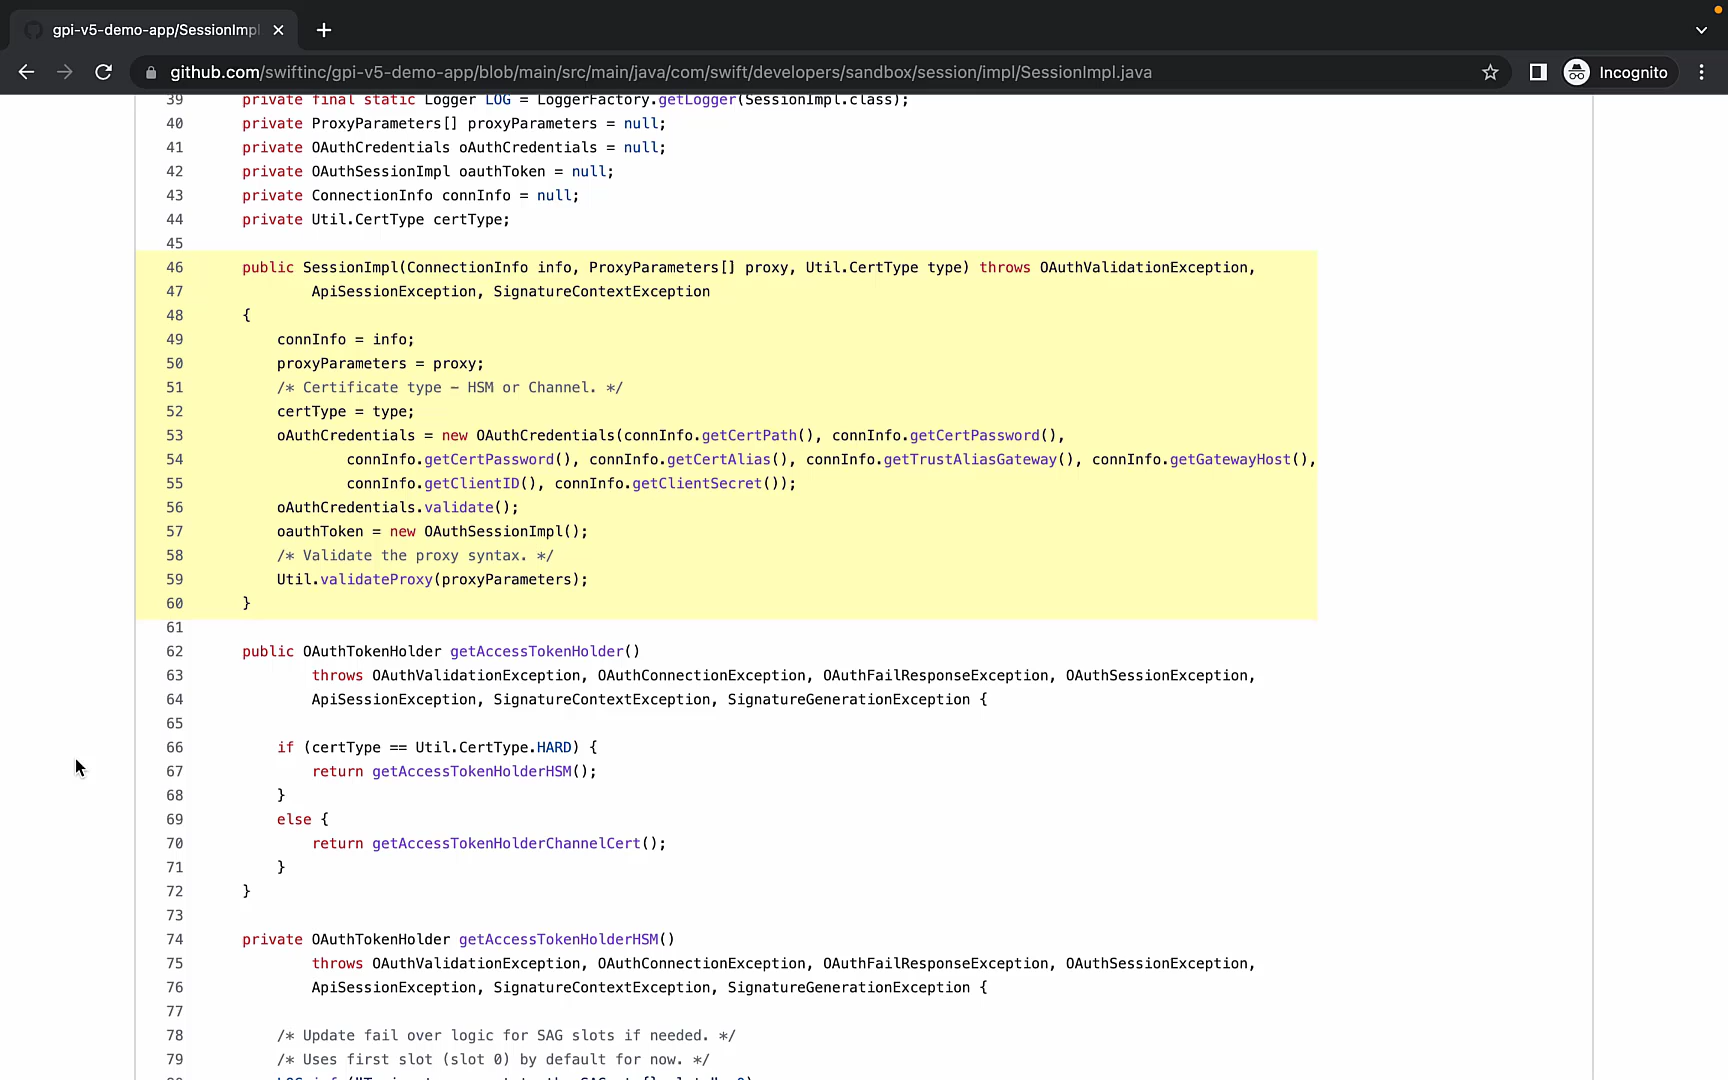 gpi-v5-demo-app/SessionImpl
github.com/swiftinc/gpi-v5-demo-app/blob/main/src/main/java/com/swift/developers/sandbox/session/impl/SessionImpl.java
Incognito
39 private final static Logger LOG = LoggerFactory.getLogger(SessionImpl.class);
40 private ProxyParameters[] proxyParameters = null;
41 private OAuthCredentials oAuthCredentials = null;
42 private OAuthSessionImpl oauthToken = null;
43 private ConnectionInfo connInfo = null;
44 private Util.CertType certType;
45
46 public SessionImpl(ConnectionInfo info, ProxyParameters[] proxy, Util.CertType type) throws OAuthValidationException,
47 ApiSessionException, SignatureContextException
48 {
49 connInfo = info;
50 proxyParameters = proxy;
51 /* Certificate type - HSM or Channel. */
52 certType = type;
53 oAuthCredentials = new OAuthCredentials(connInfo.getCertPath(), connInfo.getCertPassword(),
54 connInfo.getCertPassword(), connInfo.getCertAlias(), connInfo.getTrustAliasGateway(), connInfo.getGatewayHost(),
55 connInfo.getClientID(), connInfo.getClientSecret());
56 oAuthCredentials.validate();
57 oauthToken = new OAuthSessionImpl();
58 /* Validate the proxy syntax. */
59 Util.validateProxy(proxyParameters);
60 }
61
62 public OAuthTokenHolder getAccessTokenHolder()
63 throws OAuthValidationException, OAuthConnectionException, OAuthFailResponseException, OAuthSessionException,
64 ApiSessionException, SignatureContextException, SignatureGenerationException {
65
66 if (certType == Util.CertType.HARD) {
67 return getAccessTokenHolderHSM();
68 }
69 else {
70 return getAccessTokenHolderChannelCert();
71 }
72 }
73
74 private OAuthTokenHolder getAccessTokenHolderHSM()
75 throws OAuthValidationException, OAuthConnectionException, OAuthFailResponseException, OAuthSessionException,
76 ApiSessionException, SignatureContextException, SignatureGenerationException {
77
78 /* Update fail over logic for SAG slots if needed. */
79 /* Uses first slot (slot 0) by default for now. */